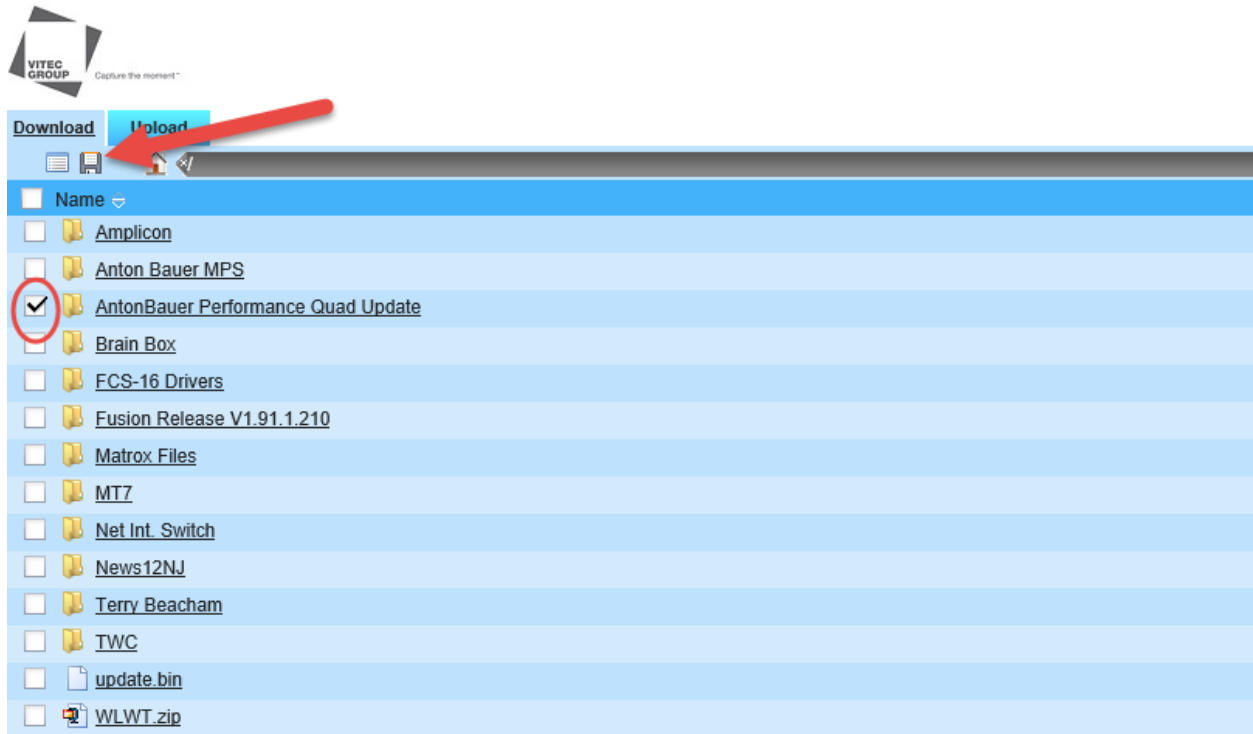 VITEC
GROUP
Capture the moment™
Download Upload
/
Name
Amplicon
Anton Bauer MPS
AntonBauer Performance Quad Update
Brain Box
FCS-16 Drivers
Fusion Release V1.91.1.210
Matrox Files
MT7
Net Int. Switch
News12NJ
Terry Beacham
TWC
update.bin
WLWT.zip